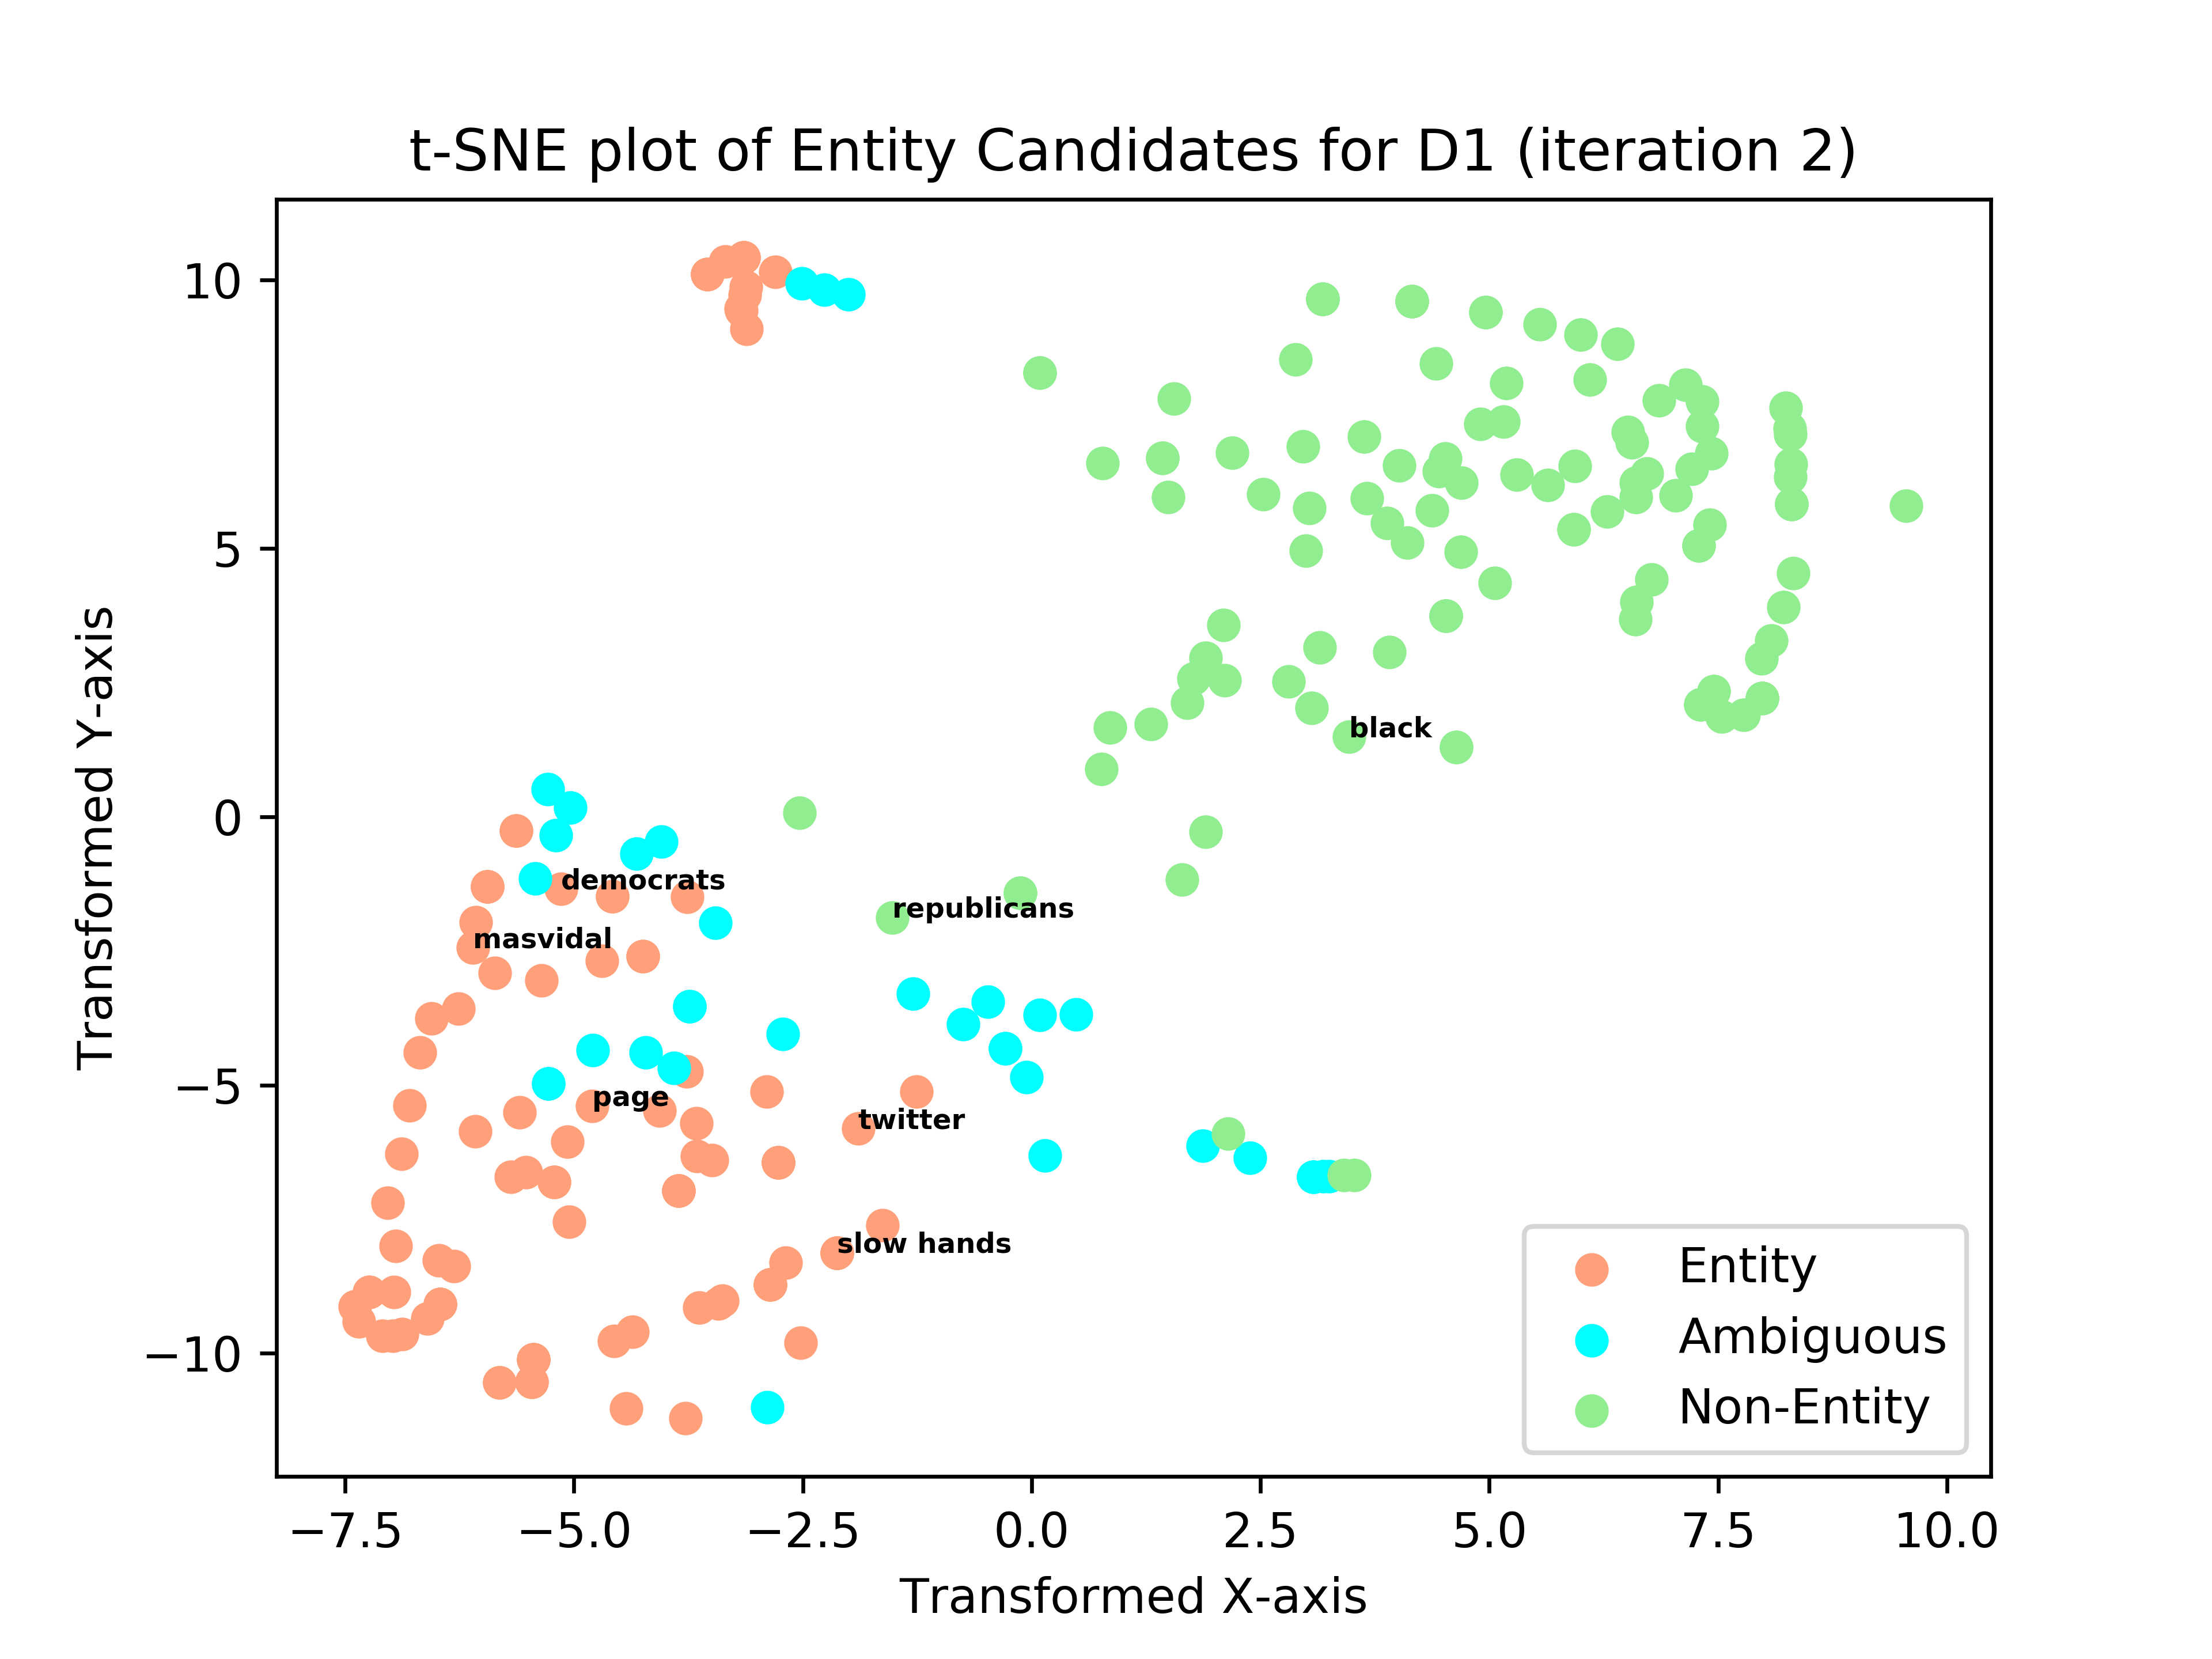 t-SNE plot of Entity Candidates for D1 (iteration 2)
10
5
0
−5
−10
Transformed Y-axis
black
democrats
republicans
masvidal
page
twitter
slow hands
Entity
Ambiguous
Non-Entity
−7.5 −5.0 −2.5 0.0 2.5 5.0 7.5 10.0
Transformed X-axis